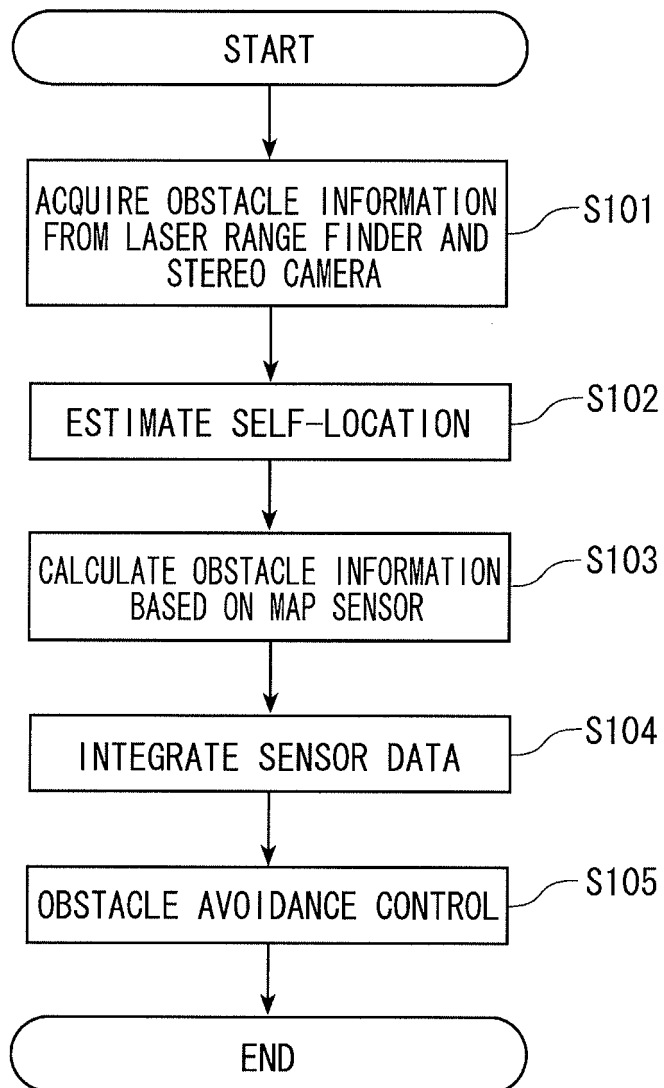 START
ACQUIRE OBSTACLE INFORMATION
FROM LASER RANGE FINDER AND
STEREO CAMERA
S101
ESTIMATE SELF-LOCATION
S102
CALCULATE OBSTACLE INFORMATION
BASED ON MAP SENSOR
S103
INTEGRATE SENSOR DATA
S104
OBSTACLE AVOIDANCE CONTROL
S105
END